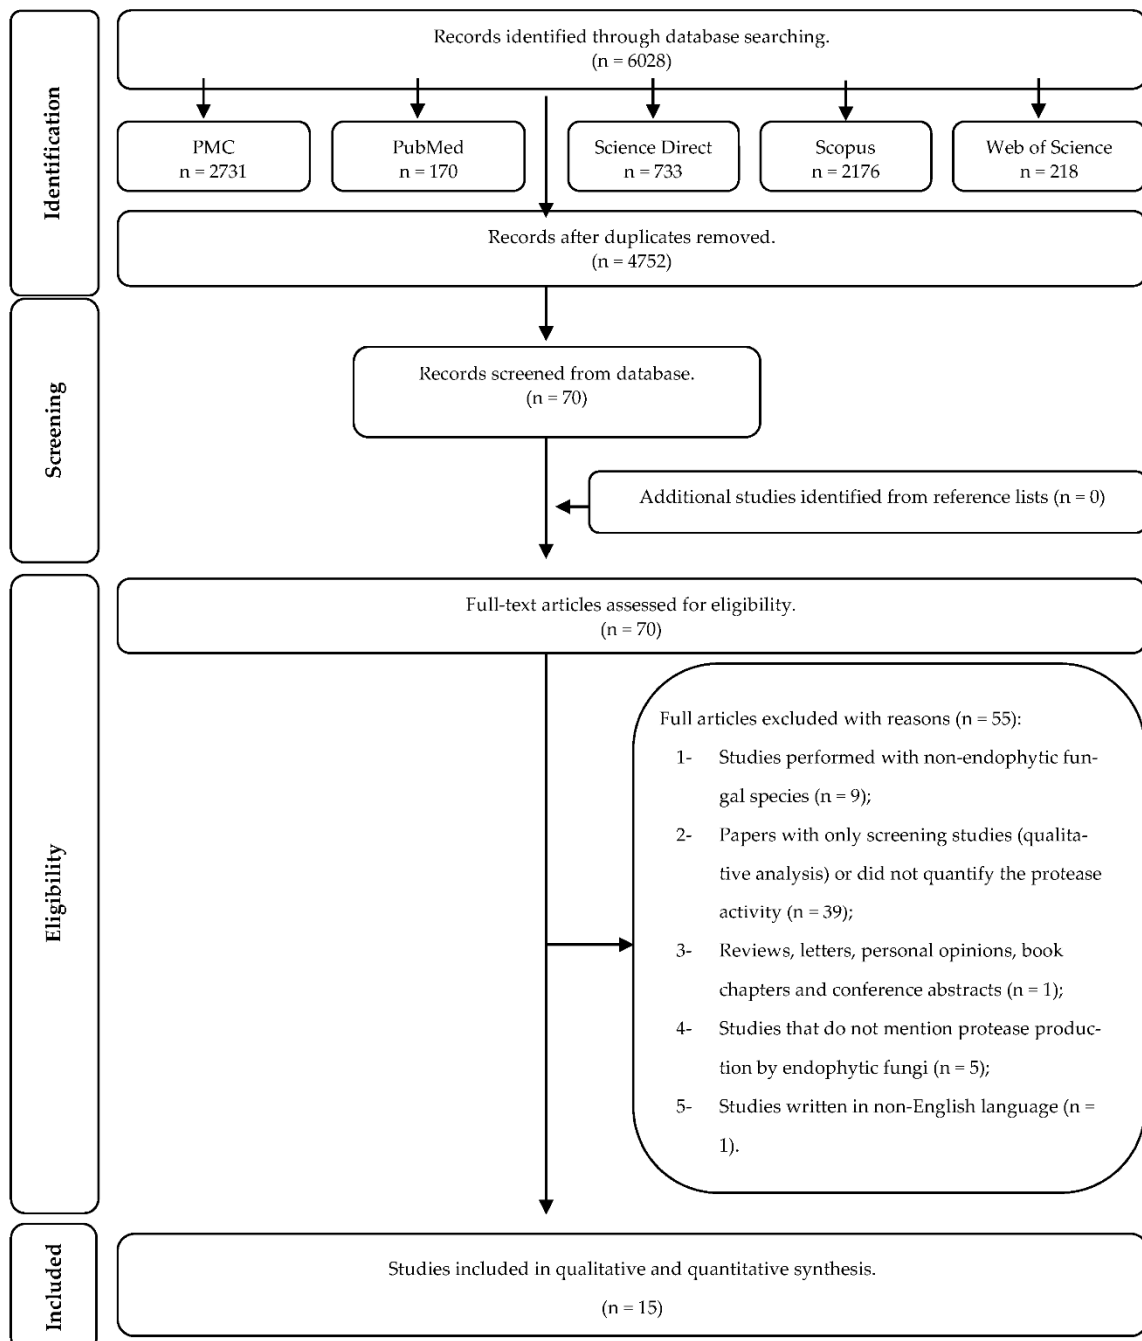 Identification
Records identified through database searching.
(n = 6028)
PMC
n = 2731
PubMed
n = 170
Science Direct
n = 733
Scopus
n = 2176
Web of Science
n = 218
Records after duplicates removed.
(n = 4752)
Screening
Records screened from database.
(n = 70)
Additional studies identified from reference lists (n = 0)
Eligibility
Full-text articles assessed for eligibility.
(n = 70)
Full articles excluded with reasons (n = 55):
1- Studies performed with non-endophytic fun-
gal species (n = 9);
2- Papers with only screening studies (qualita-
tive analysis) or did not quantify the protease
activity (n = 39);
3- Reviews, letters, personal opinions, book
chapters and conference abstracts (n = 1);
4- Studies that do not mention protease produc-
tion by endophytic fungi (n = 5);
5- Studies written in non-English language (n =
1).
Included
Studies included in qualitative and quantitative synthesis.
(n = 15)